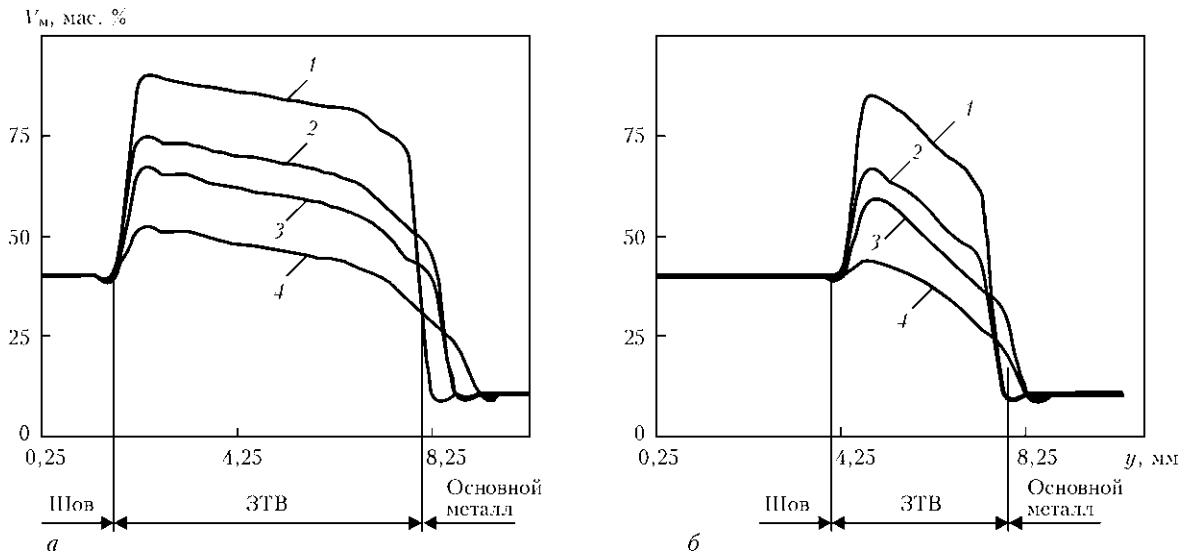 Vм, мас. %
75
50
25
0
0,25
4,25
8,25
1
2
3
4
Шов
ЗТВ
Основной
металл
а
75
50
25
0
0,25
4,25
8,25
y, мм
1
2
3
4
Шов
ЗТВ
Основной
металл
б